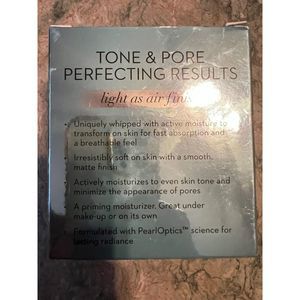 TONE & PORE
PERFECTING RESULTS
light as air finish
• Uniquely whipped with active moisture to
transform on skin for fast absorption and
a breathable feel
• Irresistibly soft on skin with a smooth,
matte finish
• Actively moisturizes to even skin tone and
minimize the appearance of pores
• A priming moisturizer. Great under
make-up or on its own
• Formulated with PearlOptics™ science for
lasting radiance